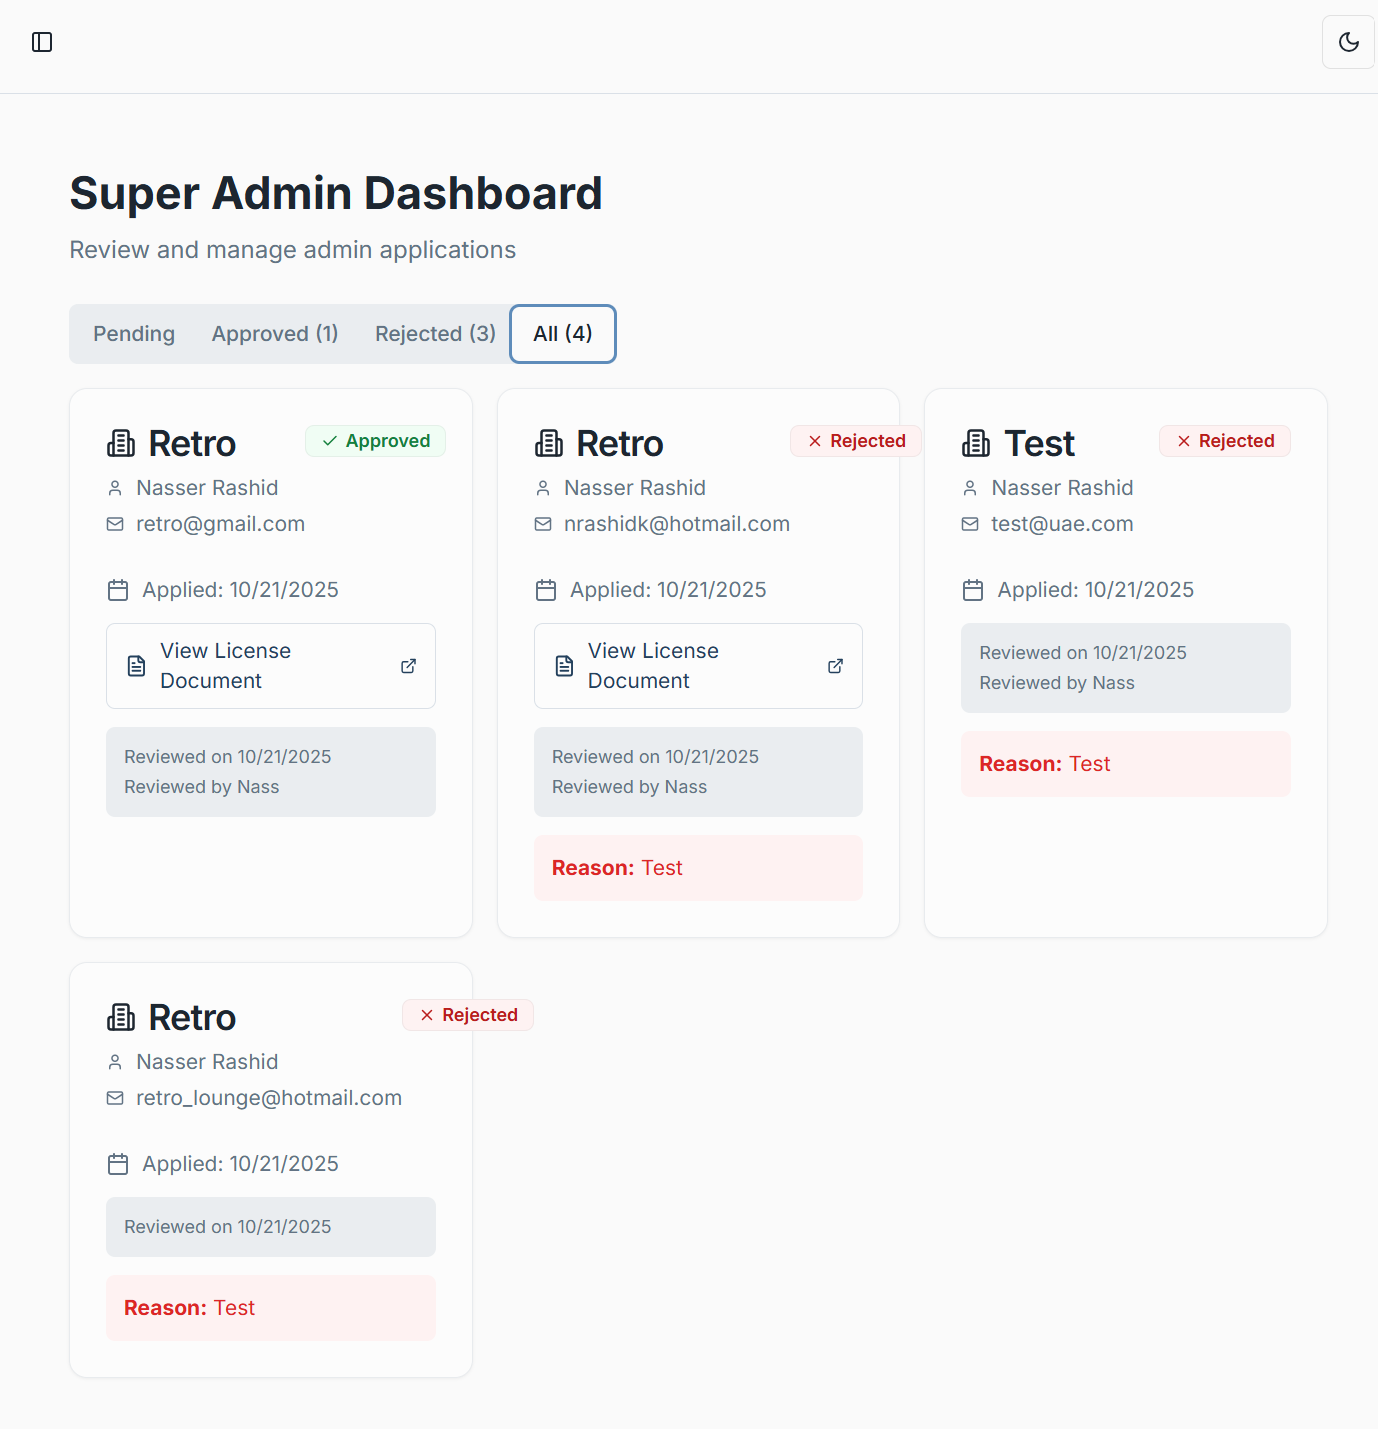 Super Admin Dashboard
Review and manage admin applications
Pending Approved (1) Rejected (3) All (4)
Retro Approved
Nasser Rashid
retro@gmail.com
Applied: 10/21/2025
View License
Document
Reviewed on 10/21/2025
Reviewed by Nass
Retro Rejected
Nasser Rashid
nrashidk@hotmail.com
Applied: 10/21/2025
View License
Document
Reviewed on 10/21/2025
Reviewed by Nass
Reason: Test
Test Rejected
Nasser Rashid
test@uae.com
Applied: 10/21/2025
Reviewed on 10/21/2025
Reviewed by Nass
Reason: Test
Retro Rejected
Nasser Rashid
retro_lounge@hotmail.com
Applied: 10/21/2025
Reviewed on 10/21/2025
Reason: Test